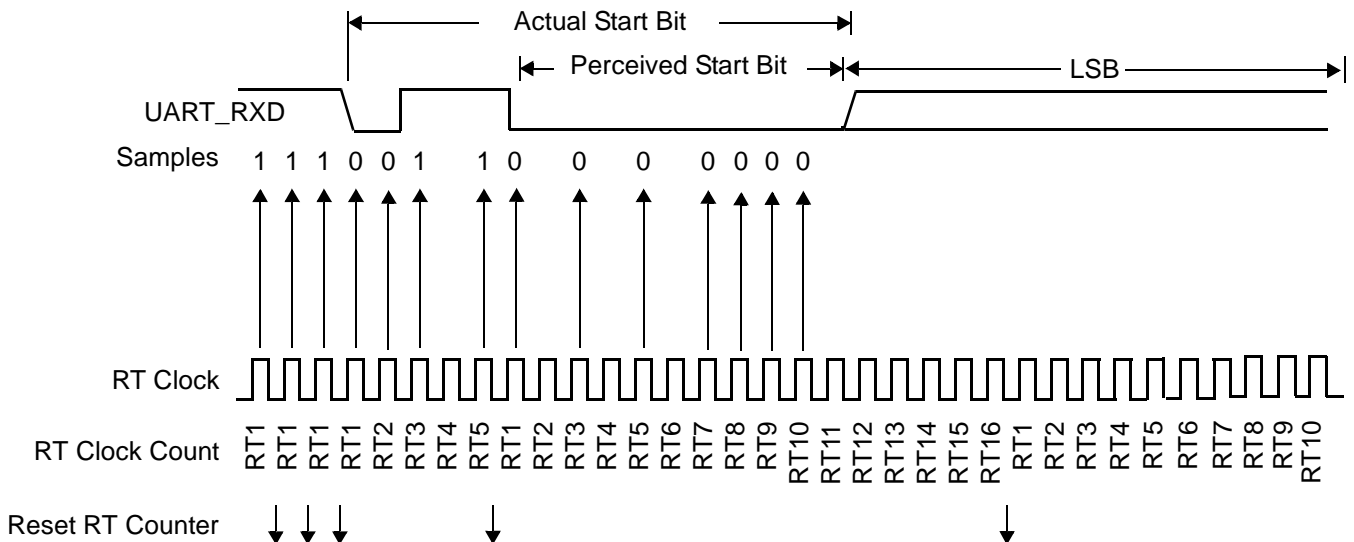 Actual Start Bit
Perceived Start Bit
LSB
UART_RXD
Samples 1 1 1 0 0 1 1 0 0 0 0 0 0 0
RT Clock
RT Clock Count RT1 RT1 RT1 RT1 RT2 RT3 RT4 RT5 RT1 RT2 RT3 RT4 RT5 RT6 RT7 RT8 RT9 RT10 RT11 RT12 RT13 RT14 RT15 RT16 RT1 RT2 RT3 RT4 RT5 RT6 RT7 RT8 RT9 RT10
Reset RT Counter